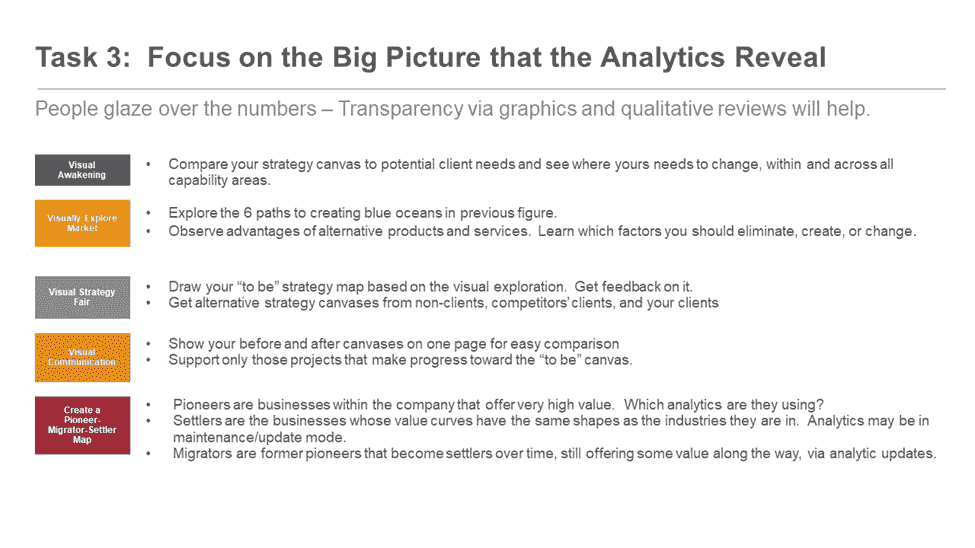 Task 3:  Focus on the Big Picture that the Analytics Reveal
People glaze over the numbers – Transparency via graphics and qualitative reviews will help.
Visual
Awakening
• Compare your strategy canvas to potential client needs and see where yours needs to change, within and across all
capability areas.
Visually Explore
Market
• Explore the 6 paths to creating blue oceans in previous figure.
• Observe advantages of alternative products and services.  Learn which factors you should eliminate, create, or change.
Visual Strategy
Fair
• Draw your “to be” strategy map based on the visual exploration.  Get feedback on it.
• Get alternative strategy canvases from non-clients, competitors’ clients, and your clients
Visual
Communication
• Show your before and after canvases on one page for easy comparison
• Support only those projects that make progress toward the “to be” canvas.
Create a
Pioneer-
Migrator-Settler
Map
• Pioneers are businesses within the company that offer very high value.  Which analytics are they using?
• Settlers are the businesses whose value curves have the same shapes as the industries they are in.  Analytics may be in
maintenance/update mode.
• Migrators are former pioneers that become settlers over time, still offering some value along the way, via analytic updates.